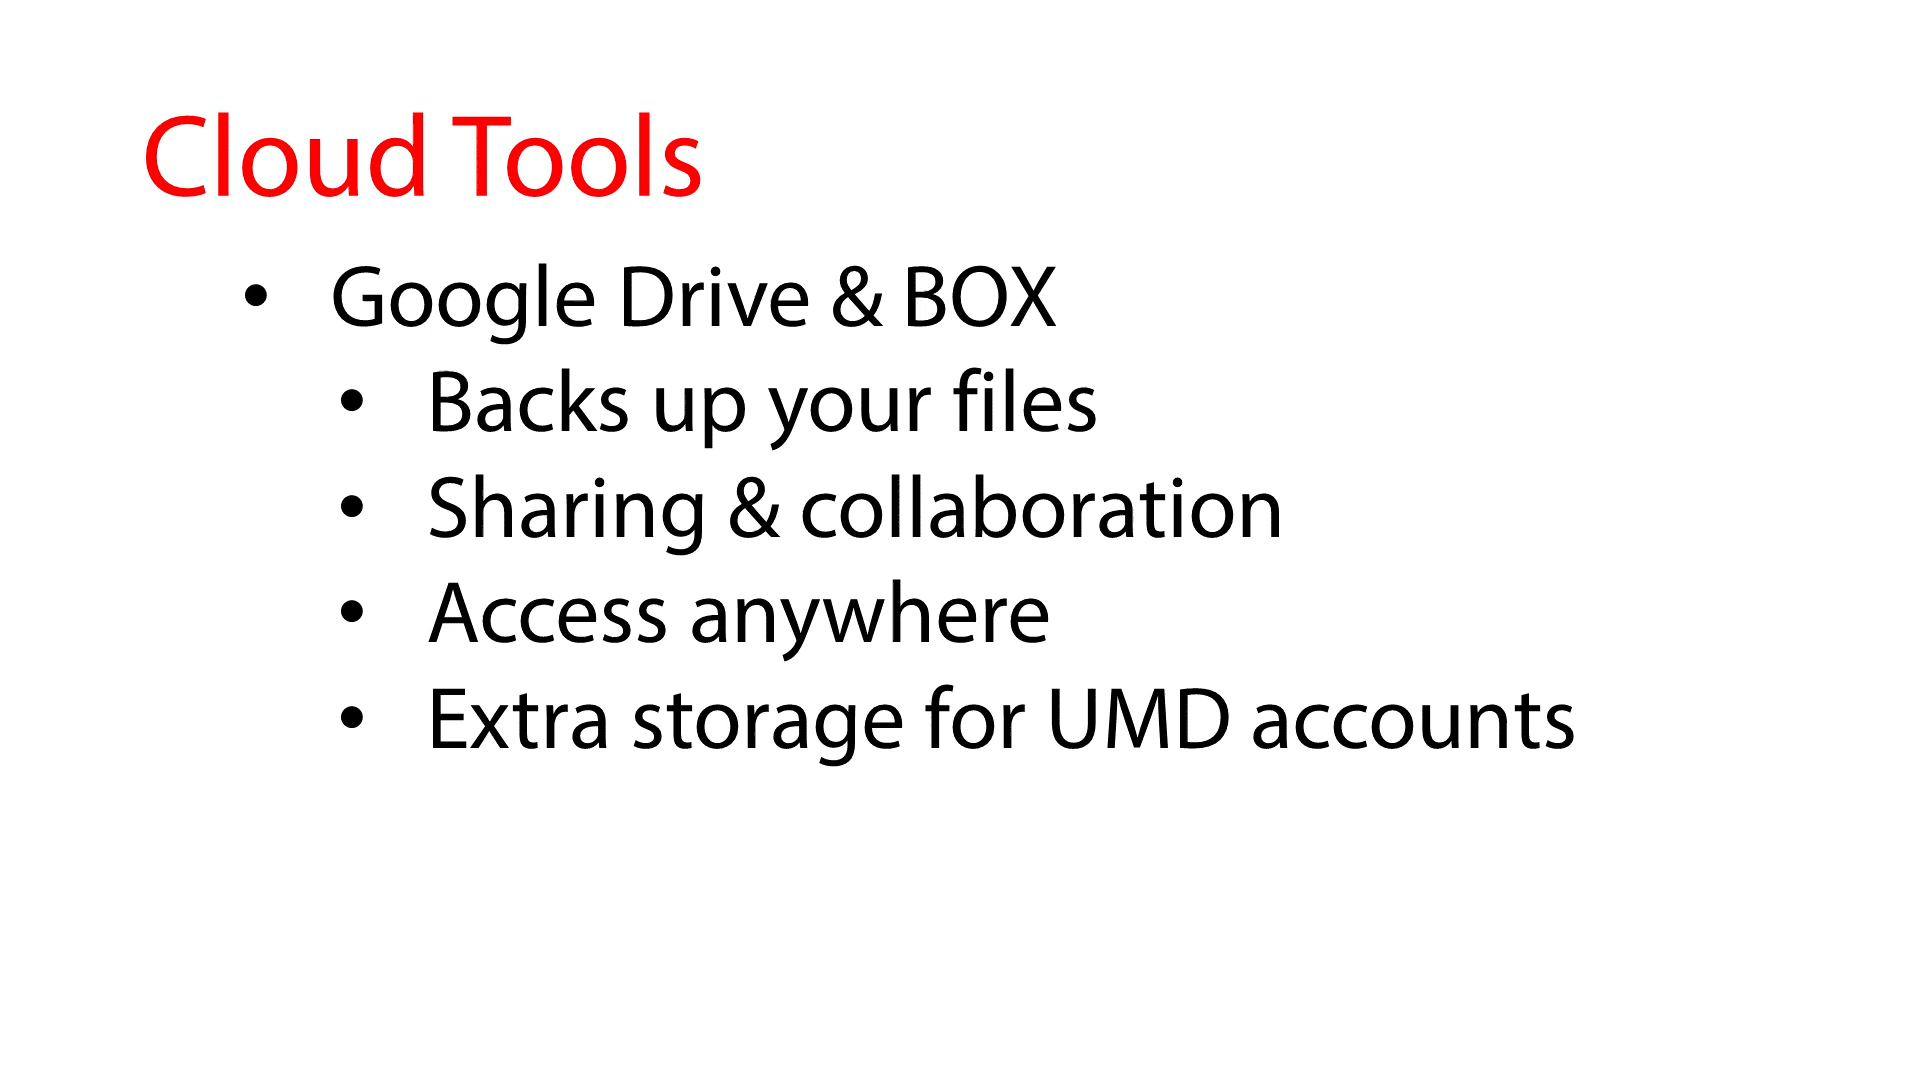 Cloud Tools
• Google Drive & BOX
• Backs up your files
• Sharing & collaboration
• Access anywhere
• Extra storage for UMD accounts